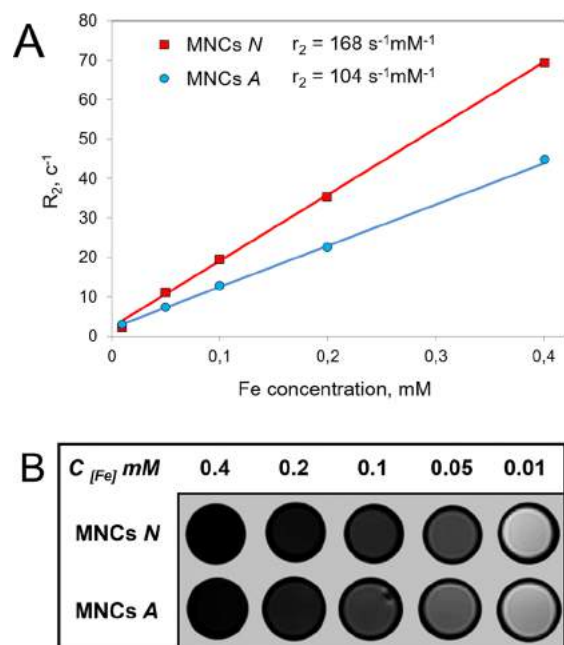 A
80
70
60
50
40
30
20
10
0
R₂, c⁻¹
MNCs N r₂ = 168 s⁻¹mM⁻¹
MNCs A r₂ = 104 s⁻¹mM⁻¹
0 0,1 0,2 0,3 0,4
Fe concentration, mM
B
C [Fe] mM 0.4 0.2 0.1 0.05 0.01
MNCs N
MNCs A